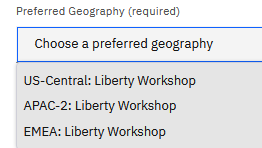 Preferred Geography (required)
Choose a preferred geography
US-Central: Liberty Workshop
APAC-2: Liberty Workshop
EMEA: Liberty Workshop